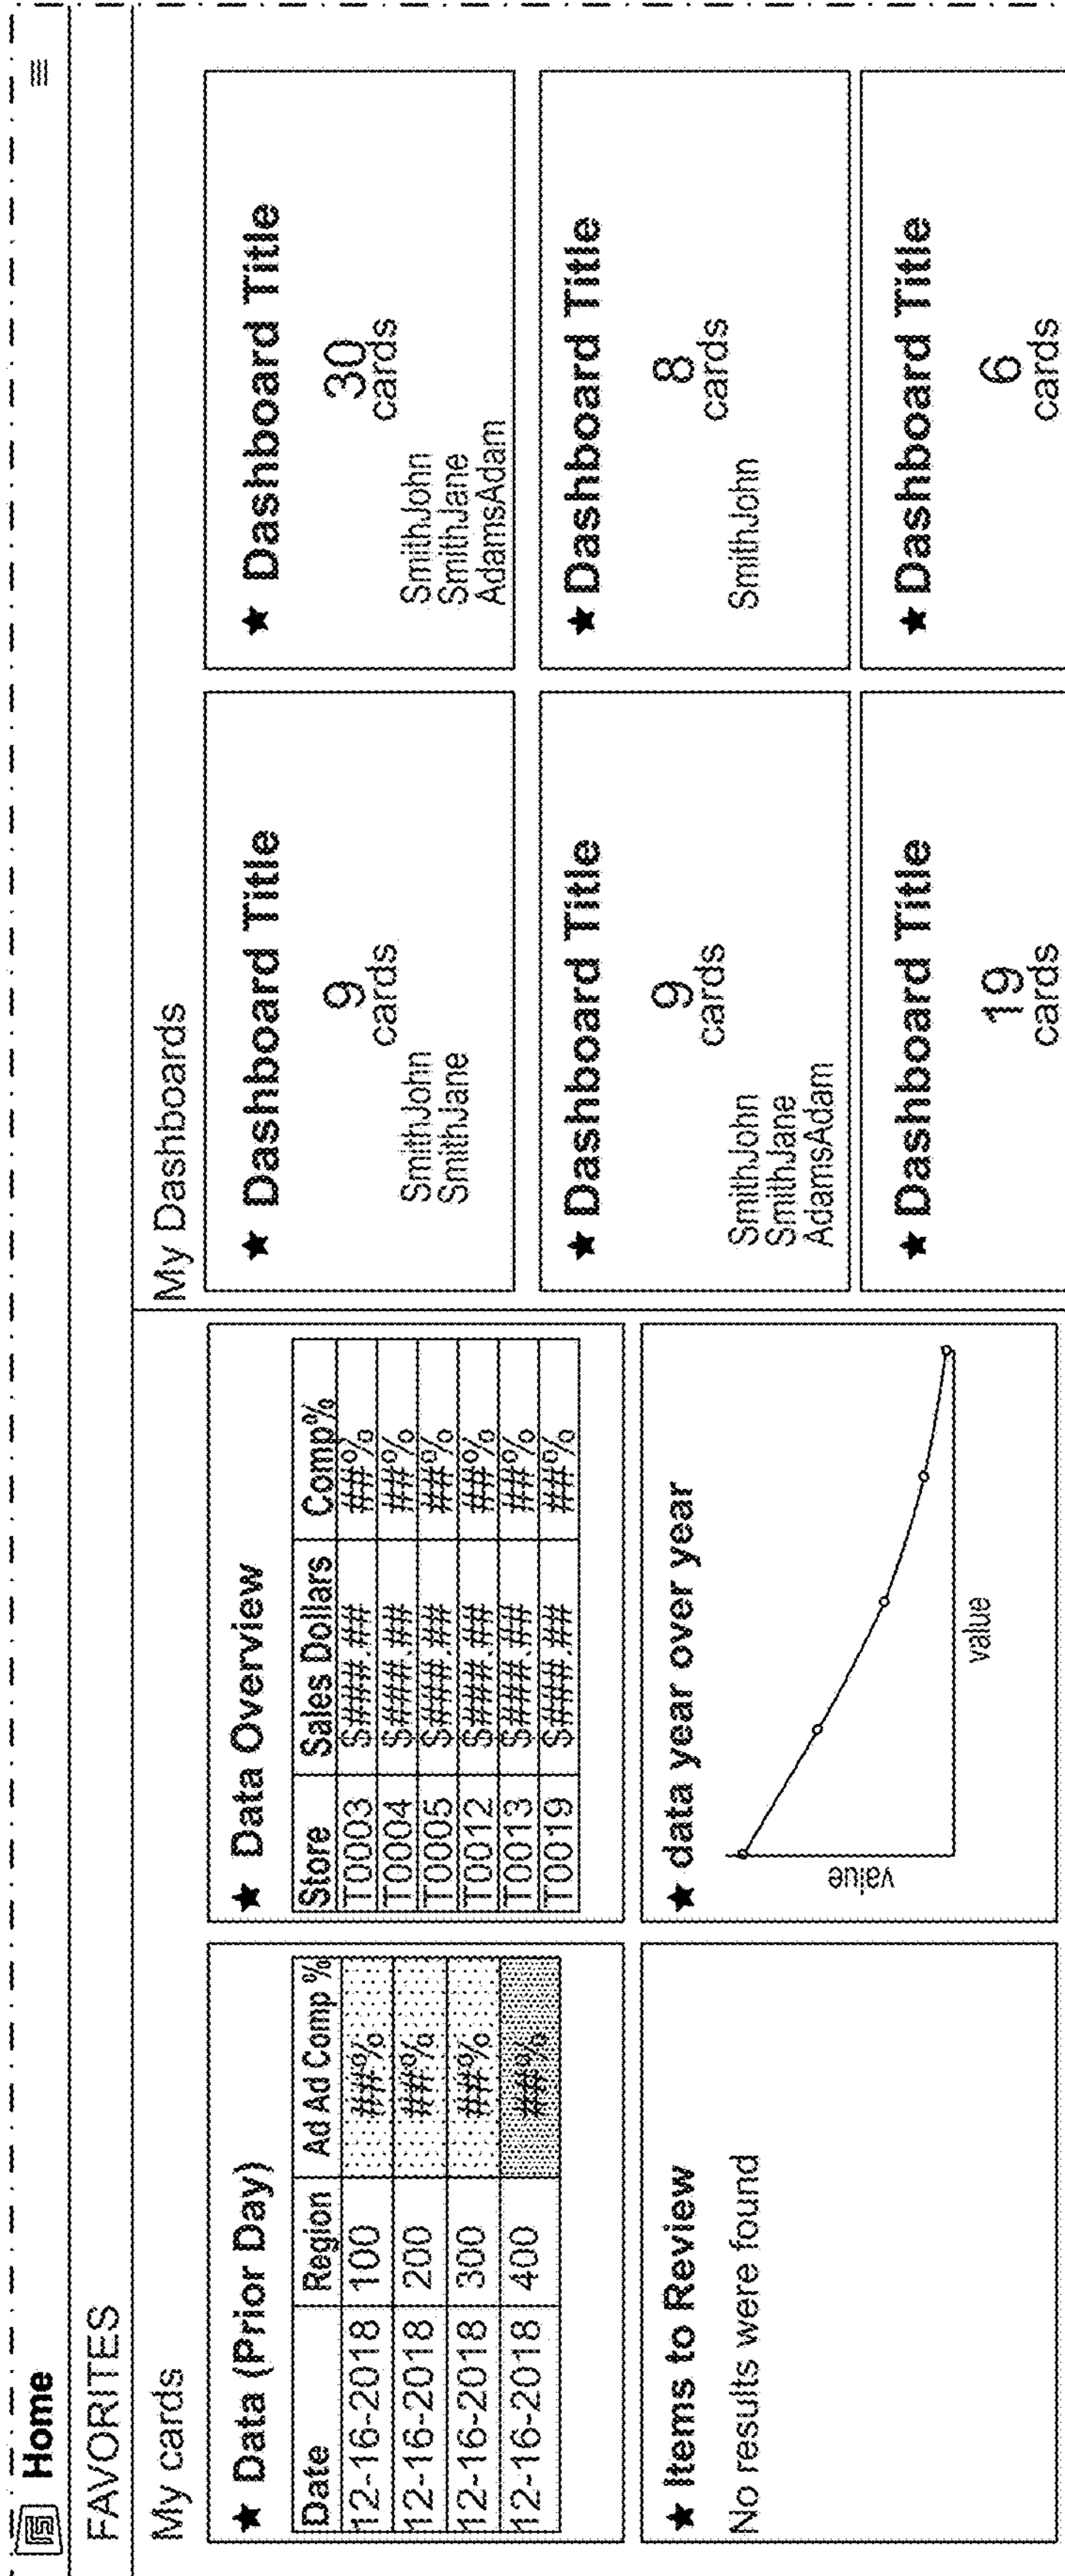 Home
FAVORITES
My cards
★ Data (Prior Day)
Date Region Ad Ad Comp %
12-16-2018 100 ##%
12-16-2018 200 ##%
12-16-2018 300 ##%
12-16-2018 400 ##%
★ Data Overview
Store Sales Dollars Comp%
T0003 $###.## ##%
T0004 $###.## ##%
T0005 $###.## ##%
T0012 $###.## ##%
T0013 $###.## ##%
T0019 $###.## ##%
★ Items to Review
No results were found
★ data year over year
value
value
My Dashboards
★ Dashboard Title
9
cards
SmithJohn
SmithJane
★ Dashboard Title
30
cards
SmithJohn
SmithJane
AdamsAdam
★ Dashboard Title
9
cards
SmithJohn
SmithJane
AdamsAdam
★ Dashboard Title
8
cards
SmithJohn
★ Dashboard Title
19
cards
★ Dashboard Title
6
cards